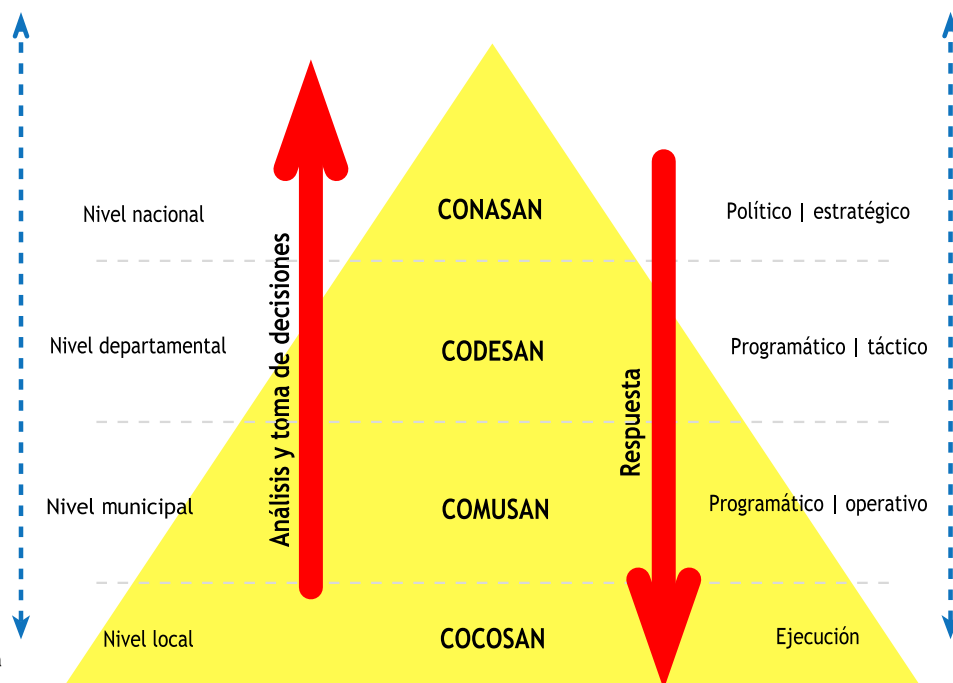 Nivel nacional
CONASAN
Político | estratégico
Análisis y toma de decisiones
Nivel departamental
CODESAN
Programático | táctico
Respuesta
Nivel municipal
COMUSAN
Programático | operativo
Nivel local
COCOSAN
Ejecución